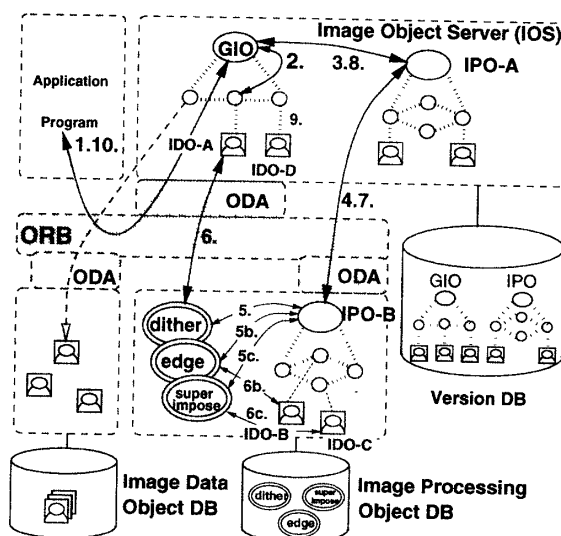 Image Object Server (IOS)
GIO
2.
3.8.
IPO-A
Application
Program
1.10.
9.
IDO-A
IDO-D
ODA
4.7.
ORB
6.
ODA
ODA
GIO
IPO
dither
5.
IPO-B
5b.
edge
5c.
super
impose
6b.
6c.
IDO-B
IDO-C
Version DB
Image Data
Object DB
dither
super
impose
edge
Image Processing
Object DB